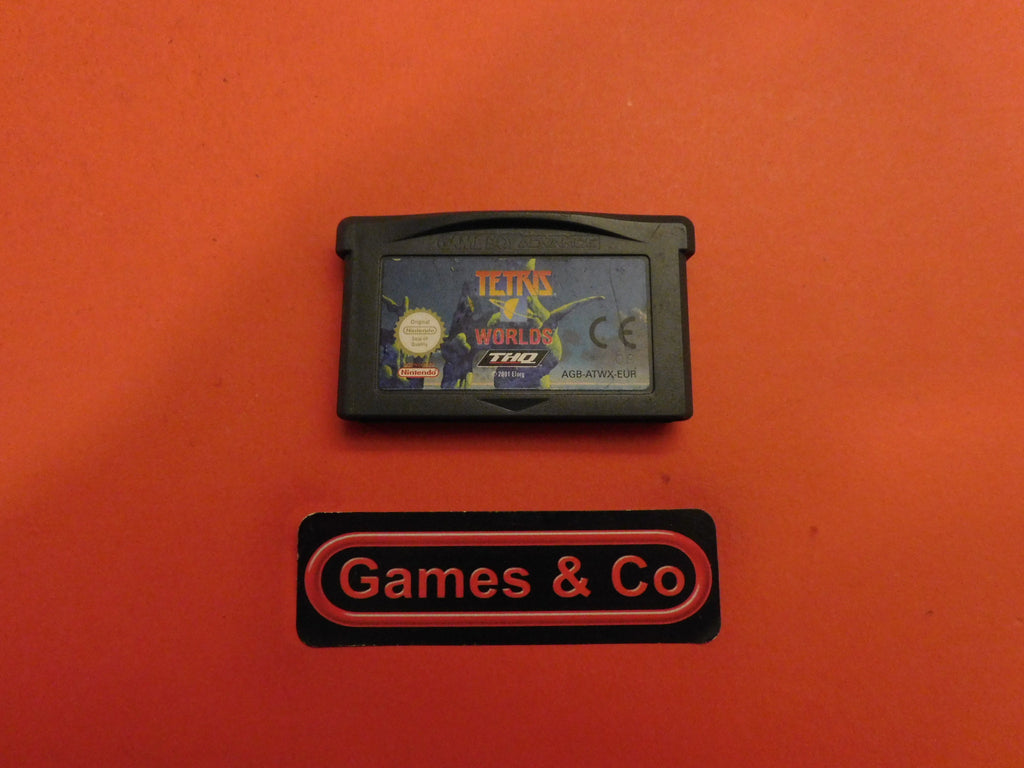 GAME BOY ADVANCE
TETRIS
WORLDS
THQ
© 2001 Elorg
Original
Nintendo
Seal of
Quality
Nintendo
CE
AGB-ATWX-EUR
Games & Co